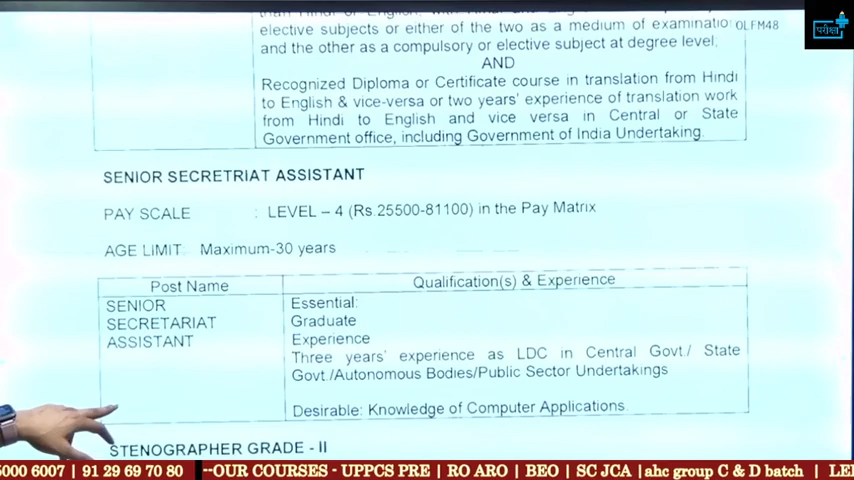 elective subjects or either of the two as a medium of examination
OLFM48
परीक्षा
and the other as a compulsory or elective subject at degree level;
AND
Recognized Diploma or Certificate course in translation from Hindi
to English & vice-versa or two years' experience of translation work
from Hindi to English and vice versa in Central or State
Government office, including Government of India Undertaking.
SENIOR SECRETRIAT ASSISTANT
PAY SCALE : LEVEL – 4 (Rs.25500-81100) in the Pay Matrix
AGE LIMIT: Maximum-30 years
Post Name Qualification(s) & Experience
SENIOR Essential:
SECRETARIAT Graduate
ASSISTANT Experience
Three years' experience as LDC in Central Govt./ State
Govt./Autonomous Bodies/Public Sector Undertakings
Desirable: Knowledge of Computer Applications.
STENOGRAPHER GRADE - II
5000 6007 | 91 29 69 70 80 --OUR COURSES - UPPCS PRE | RO ARO | BEO | SC JCA |ahc group C & D batch |